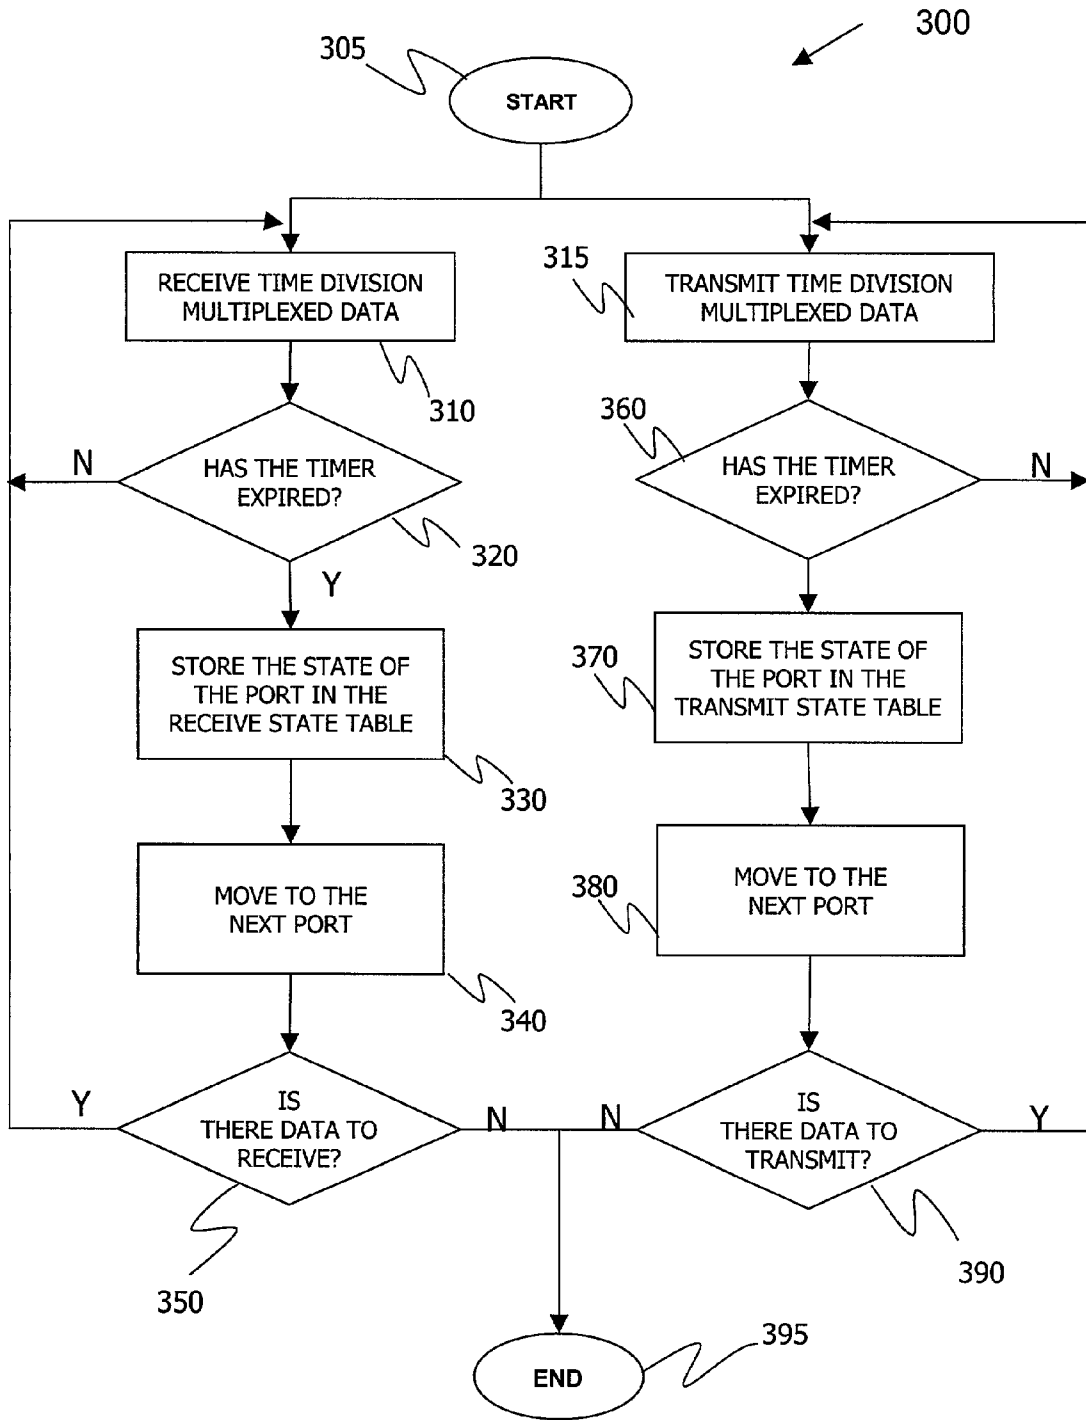 300
305
START
RECEIVE TIME DIVISION
MULTIPLEXED DATA
310
315
TRANSMIT TIME DIVISION
MULTIPLEXED DATA
N
HAS THE TIMER
EXPIRED?
320
Y
360
HAS THE TIMER
EXPIRED?
N
STORE THE STATE OF
THE PORT IN THE
RECEIVE STATE TABLE
330
370
STORE THE STATE OF
THE PORT IN THE
TRANSMIT STATE TABLE
MOVE TO THE
NEXT PORT
340
380
MOVE TO THE
NEXT PORT
Y
IS
THERE DATA TO
RECEIVE?
N
350
N
IS
THERE DATA TO
TRANSMIT?
Y
390
END
395